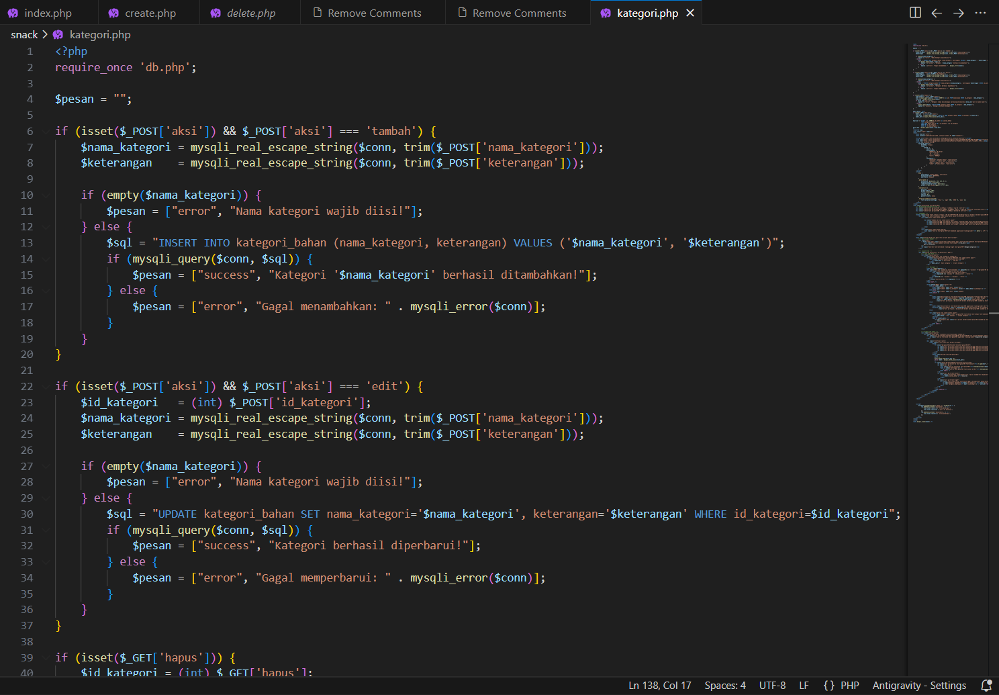 index.php create.php delete.php Remove Comments Remove Comments kategori.php
snack > kategori.php
1 <?php
2 require_once 'db.php';
3
4 $pesan = "";
5
6 if (isset($_POST['aksi']) && $_POST['aksi'] === 'tambah') {
7     $nama_kategori = mysqli_real_escape_string($conn, trim($_POST['nama_kategori']));
8     $keterangan    = mysqli_real_escape_string($conn, trim($_POST['keterangan']));
9
10     if (empty($nama_kategori)) {
11         $pesan = ["error", "Nama kategori wajib diisi!"];
12     } else {
13         $sql = "INSERT INTO kategori_bahan (nama_kategori, keterangan) VALUES ('$nama_kategori', '$keterangan')";
14         if (mysqli_query($conn, $sql)) {
15             $pesan = ["success", "Kategori '$nama_kategori' berhasil ditambahkan!"];
16         } else {
17             $pesan = ["error", "Gagal menambahkan: " . mysqli_error($conn)];
18         }
19     }
20 }
21
22 if (isset($_POST['aksi']) && $_POST['aksi'] === 'edit') {
23     $id_kategori   = (int) $_POST['id_kategori'];
24     $nama_kategori = mysqli_real_escape_string($conn, trim($_POST['nama_kategori']));
25     $keterangan    = mysqli_real_escape_string($conn, trim($_POST['keterangan']));
26
27     if (empty($nama_kategori)) {
28         $pesan = ["error", "Nama kategori wajib diisi!"];
29     } else {
30         $sql = "UPDATE kategori_bahan SET nama_kategori='$nama_kategori', keterangan='$keterangan' WHERE id_kategori=$id_kategori";
31         if (mysqli_query($conn, $sql)) {
32             $pesan = ["success", "Kategori berhasil diperbarui!"];
33         } else {
34             $pesan = ["error", "Gagal memperbarui: " . mysqli_error($conn)];
35         }
36     }
37 }
38
39 if (isset($_GET['hapus'])) {
40     $id_kategori = (int) $_GET['hapus'];
Ln 138, Col 17 Spaces: 4 UTF-8 LF {} PHP Antigravity - Settings